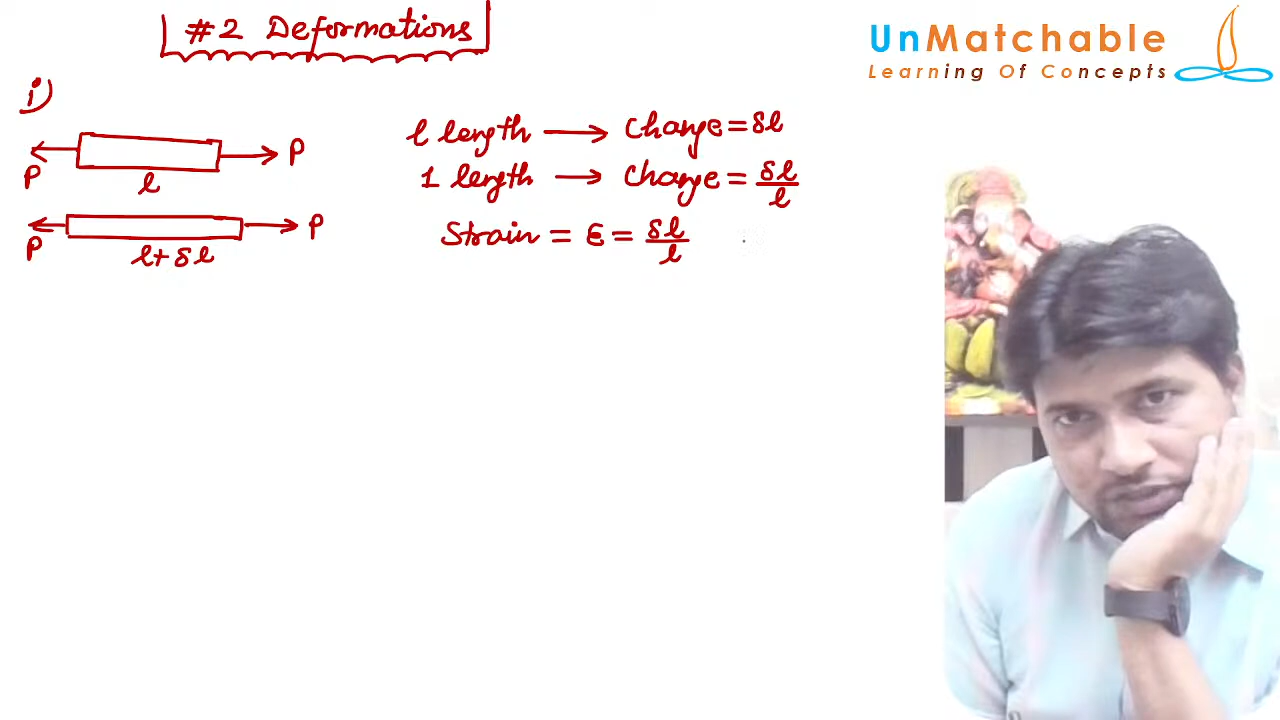 #2 Deformations
UnMatchable
Learning Of Concepts
i)
P P
l
P P
l+δl
l length → Change = δl
1 length → Change = δl/l
Strain = ε = δl/l